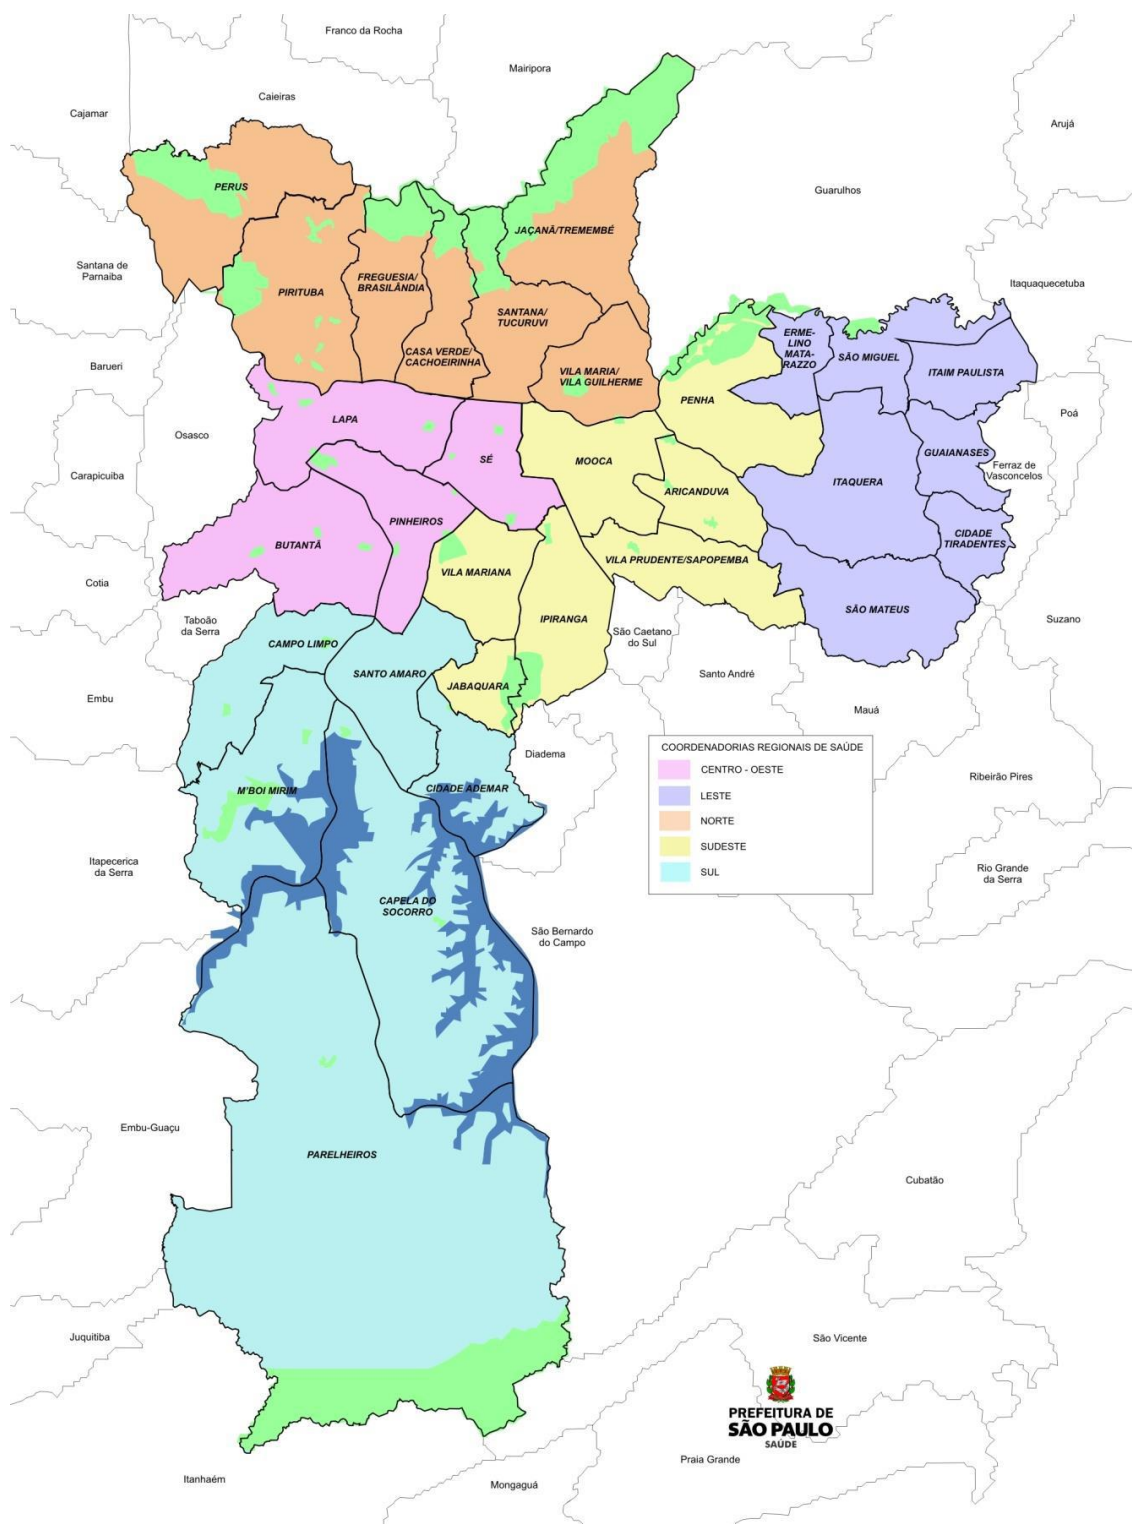 Franco da Rocha
Mairipora
Caieiras
Cajamar
Arujá
PERUS
Guarulhos
JAÇANÃ/TREMEMBÉ
Santana de
Parnaiba
FREGUESIA/
BRASILÂNDIA
PIRITUBA
Itaquaquecetuba
SANTANA/
TUCURUVI
ERME-
LINO
MATA-
RAZZO
CASA VERDE/
CACHOEIRINHA
SÃO MIGUEL
Barueri
VILA MARIA/
VILA GUILHERME
ITAIM PAULISTA
PENHA
Poá
LAPA
Osasco
SÉ
MOOCA
GUAIANASES
Carapicuiba
Ferraz de
Vasconcelos
ITAQUERA
ARICANDUVA
PINHEIROS
BUTANTÃ
CIDADE
TIRADENTES
VILA PRUDENTE/SAPOPEMBA
VILA MARIANA
Cotia
SÃO MATEUS
Taboão
da Serra
IPIRANGA
Suzano
São Caetano
do Sul
CAMPO LIMPO
SANTO AMARO
Santo André
JABAQUARA
Embu
Mauá
Diadema
COORDENADORIAS REGIONAIS DE SAÚDE
CENTRO - OESTE
LESTE
NORTE
SUDESTE
SUL
Ribeirão Pires
M'BOI MIRIM
CIDADE ADEMAR
Itapecerica
da Serra
Rio Grande
da Serra
CAPELA DO
SOCORRO
São Bernardo
do Campo
Embu-Guaçu
PARELHEIROS
Cubatão
Juquitiba
São Vicente
PREFEITURA DE
SÃO PAULO
SAÚDE
Praia Grande
Itanhaém
Mongaguá